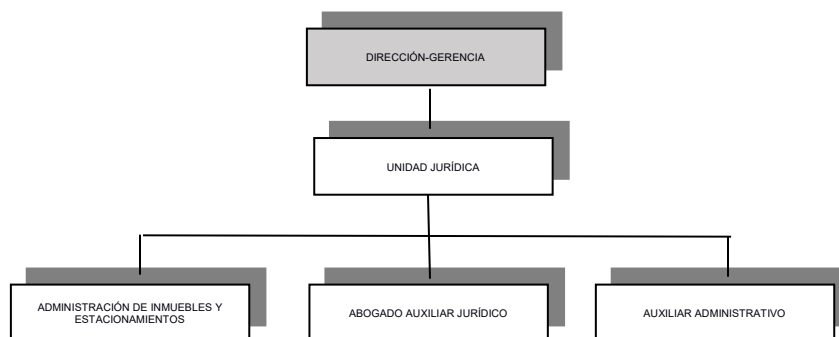 DIRECCIÓN-GERENCIA
UNIDAD JURÍDICA
ADMINISTRACIÓN DE INMUEBLES Y
ESTACIONAMIENTOS
ABOGADO AUXILIAR JURÍDICO
AUXILIAR ADMINISTRATIVO